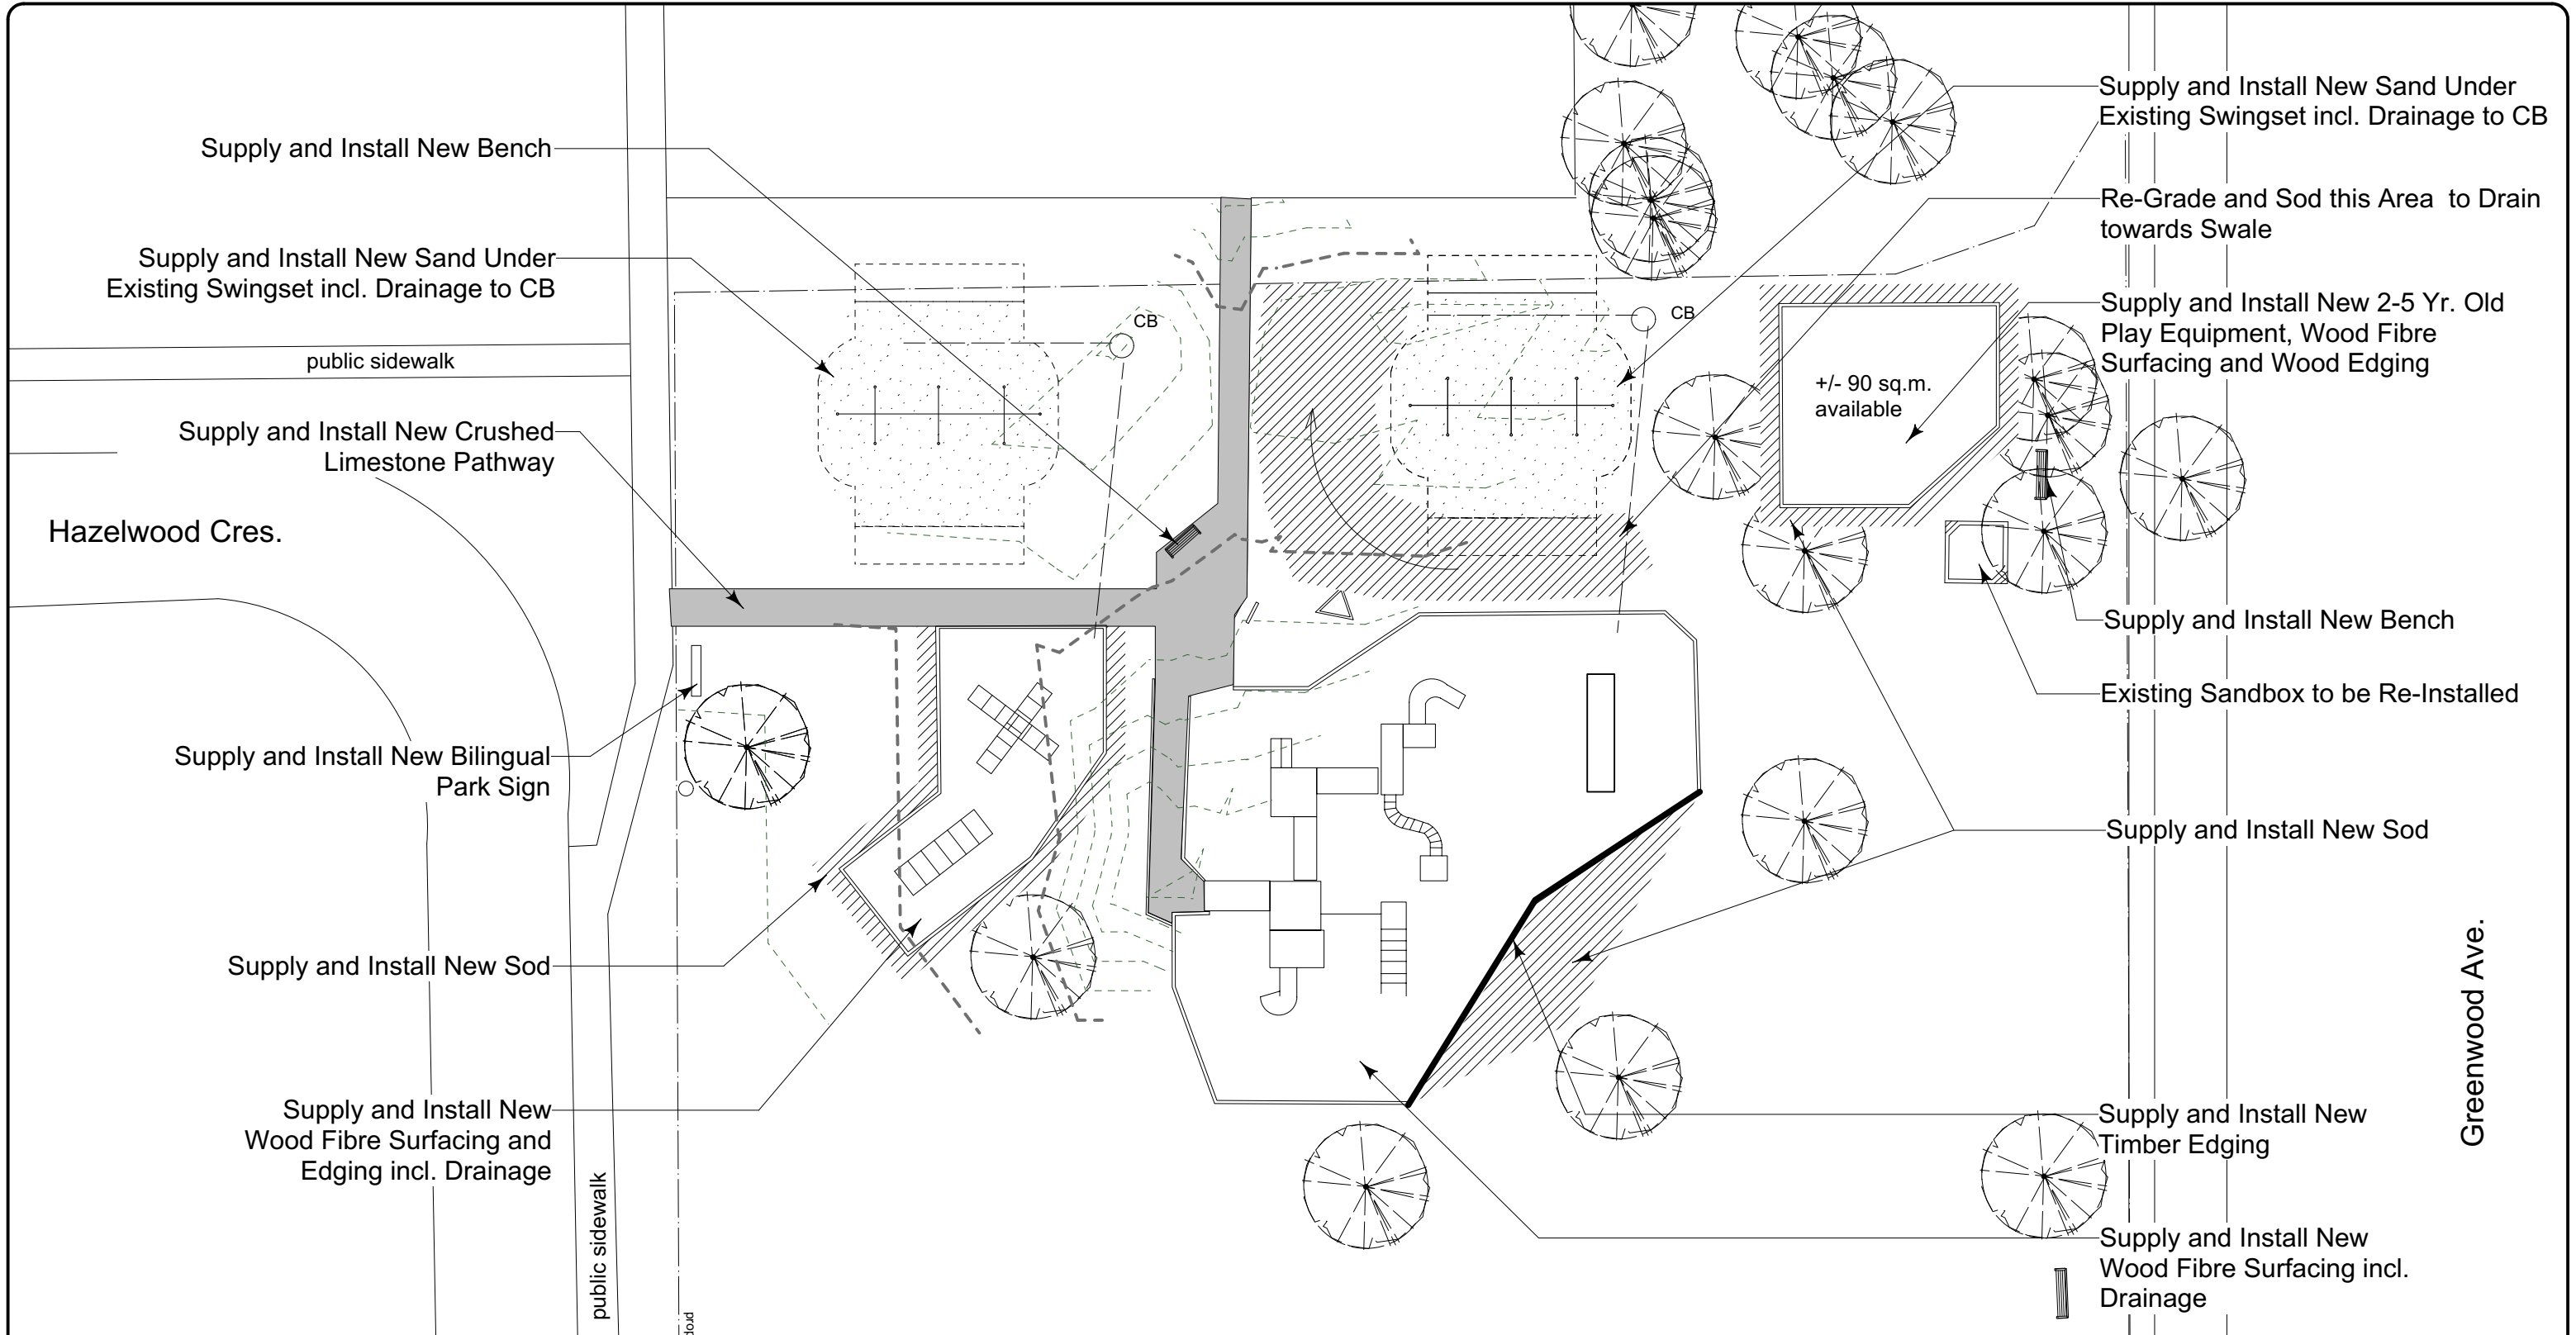 Supply and Install New Bench
Supply and Install New Sand Under
Existing Swingset incl. Drainage to CB
public sidewalk
Supply and Install New Crushed
Limestone Pathway
Hazelwood Cres.
Supply and Install New Bilingual
Park Sign
Supply and Install New Sod
Supply and Install New
Wood Fibre Surfacing and
Edging incl. Drainage
public sidewalk
prop
CB
CB
+/- 90 sq.m.
available
Supply and Install New Sand Under
Existing Swingset incl. Drainage to CB
Re-Grade and Sod this Area to Drain
towards Swale
Supply and Install New 2-5 Yr. Old
Play Equipment, Wood Fibre
Surfacing and Wood Edging
Supply and Install New Bench
Existing Sandbox to be Re-Installed
Supply and Install New Sod
Greenwood Ave.
Supply and Install New
Timber Edging
Supply and Install New
Wood Fibre Surfacing incl.
Drainage